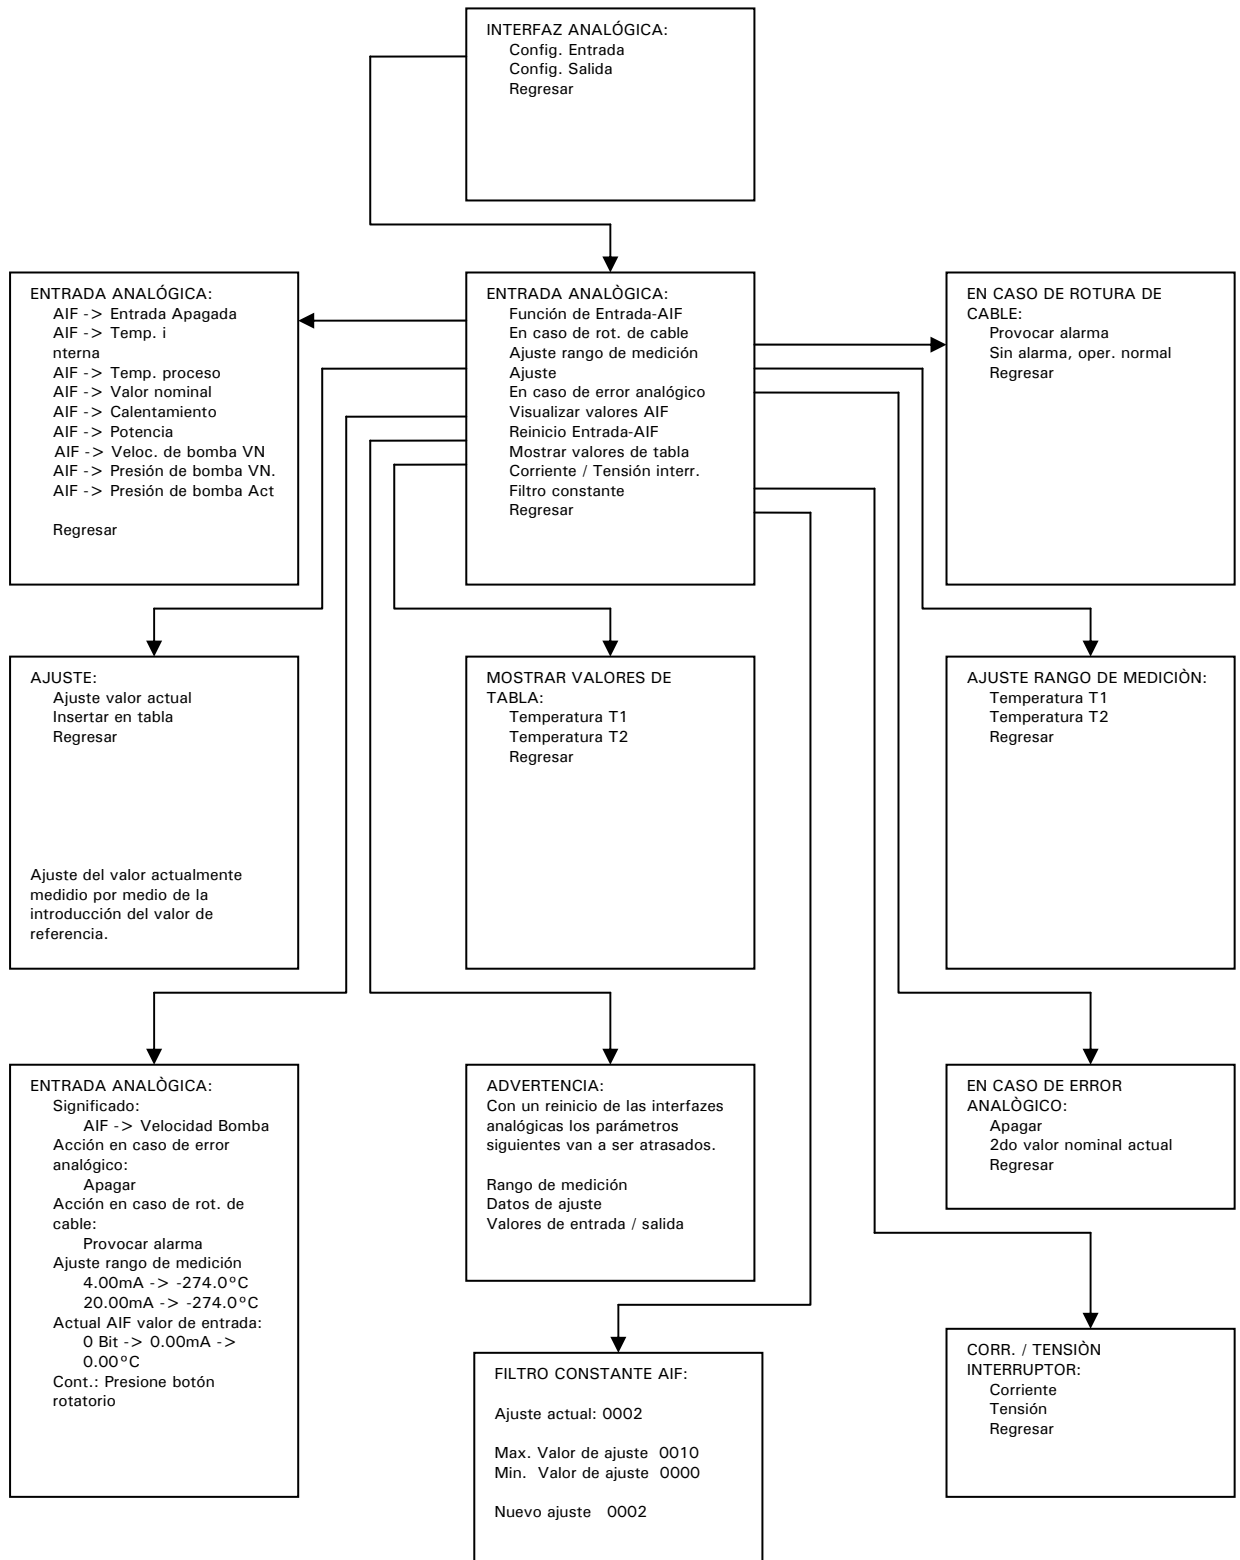 INTERFAZ ANALÓGICA:
Config. Entrada
Config. Salida
Regresar
ENTRADA ANALÓGICA:
AIF -> Entrada Apagada
AIF -> Temp. i
nterna
AIF -> Temp. proceso
AIF -> Valor nominal
AIF -> Calentamiento
AIF -> Potencia
AIF -> Veloc. de bomba VN
AIF -> Presión de bomba VN.
AIF -> Presión de bomba Act
Regresar
ENTRADA ANALÒGICA:
Función de Entrada-AIF
En caso de rot. de cable
Ajuste rango de medición
Ajuste
En caso de error analógico
Visualizar valores AIF
Reinicio Entrada-AIF
Mostrar valores de tabla
Corriente / Tensión interr.
Filtro constante
Regresar
EN CASO DE ROTURA DE
CABLE:
Provocar alarma
Sin alarma, oper. normal
Regresar
AJUSTE:
Ajuste valor actual
Insertar en tabla
Regresar
Ajuste del valor actualmente
medidio por medio de la
introducción del valor de
referencia.
MOSTRAR VALORES DE
TABLA:
Temperatura T1
Temperatura T2
Regresar
AJUSTE RANGO DE MEDICIÒN:
Temperatura T1
Temperatura T2
Regresar
ENTRADA ANALÒGICA:
Significado:
AIF -> Velocidad Bomba
Acción en caso de error
analógico:
Apagar
Acción en caso de rot. de
cable:
Provocar alarma
Ajuste rango de medición
4.00mA -> -274.0°C
20.00mA -> -274.0°C
Actual AIF valor de entrada:
0 Bit -> 0.00mA ->
0.00°C
Cont.: Presione botón
rotatorio
ADVERTENCIA:
Con un reinicio de las interfazes
analógicas los parámetros
siguientes van a ser atrasados.
Rango de medición
Datos de ajuste
Valores de entrada / salida
EN CASO DE ERROR
ANALÒGICO:
Apagar
2do valor nominal actual
Regresar
FILTRO CONSTANTE AIF:
Ajuste actual: 0002
Max. Valor de ajuste 0010
Min. Valor de ajuste 0000
Nuevo ajuste 0002
CORR. / TENSIÒN
INTERRUPTOR:
Corriente
Tensión
Regresar